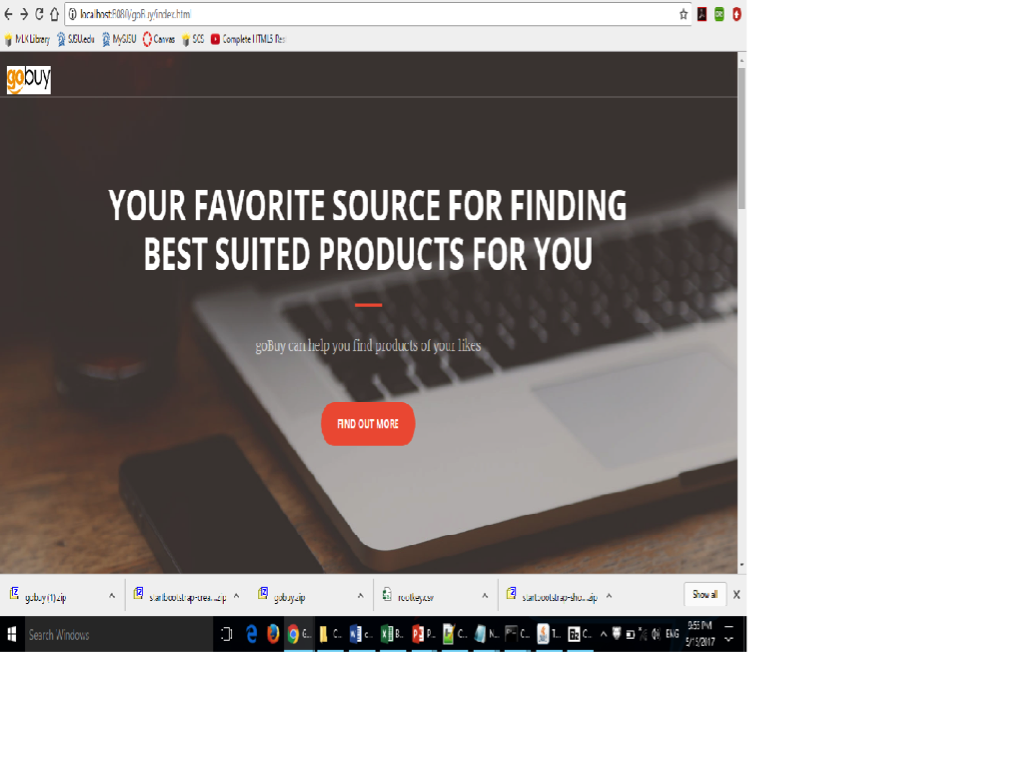 localhost:8080/goBuy/index.html
MLK Library SJSU.edu MySJSU Canvas SCS Complete HTML5 Res
gobuy
YOUR FAVORITE SOURCE FOR FINDING
BEST SUITED PRODUCTS FOR YOU
goBuy can help you find products of your likes
FIND OUT MORE
gobuy (1).zip startbootstrap-crea....zip gobuy.zip rootkey.csv startbootstrap-sho....zip Show all
Search Windows G... C... c... B... P... C... N... C... T... C... ENG 9:55 PM
5/15/2017